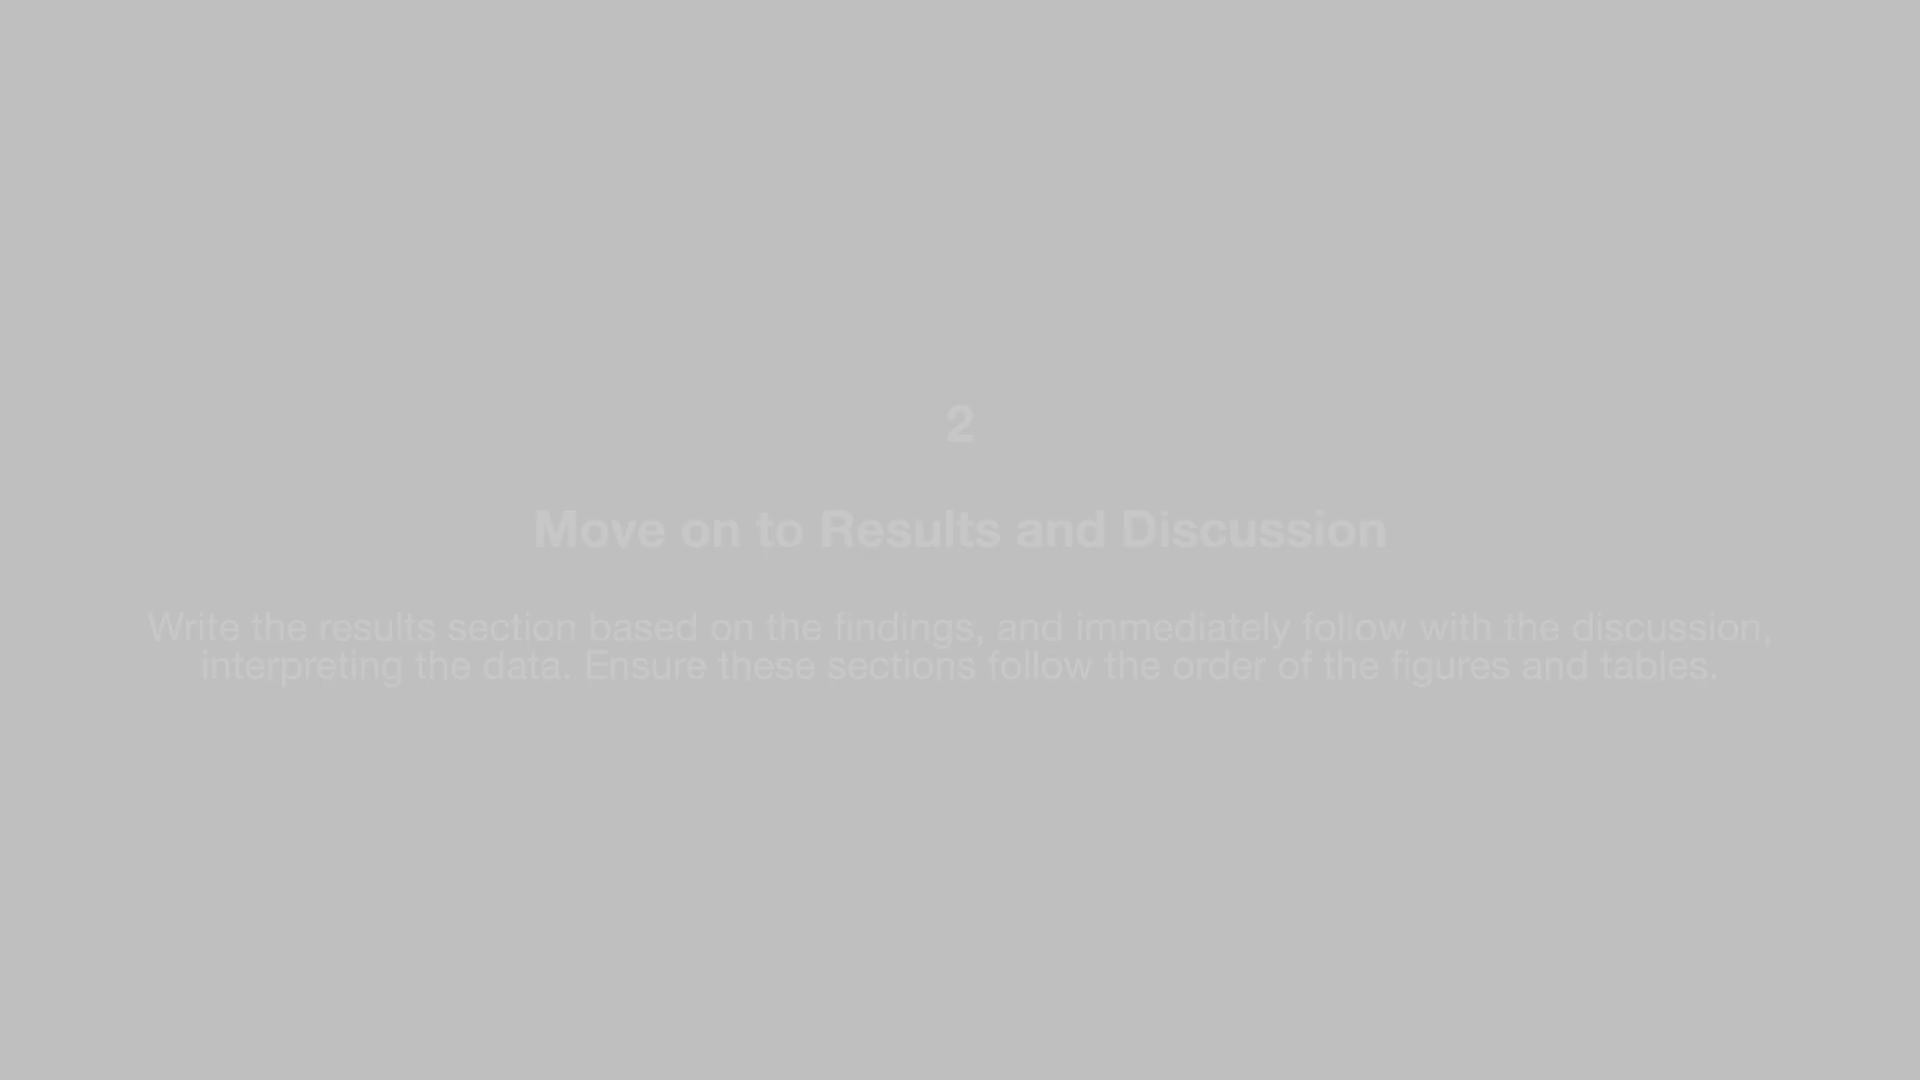 2
Move on to Results and Discussion
Write the results section based on the findings, and immediately follow with the discussion,
interpreting the data. Ensure these sections follow the order of the figures and tables.